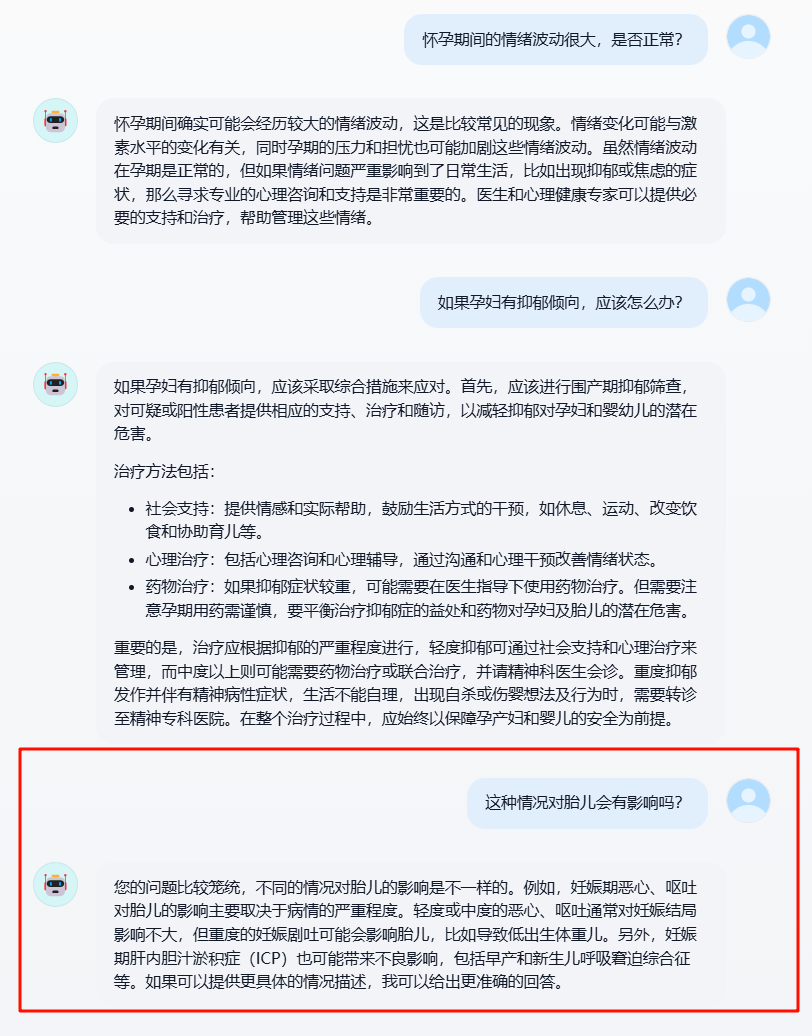 怀孕期间的情绪波动很大，是否正常？
怀孕期间确实可能会经历较大的情绪波动，这是比较常见的现象。情绪变化可能与激
素水平的变化有关，同时孕期的压力和担忧也可能加剧这些情绪波动。虽然情绪波动
在孕期是正常的，但如果情绪问题严重影响到了日常生活，比如出现抑郁或焦虑的症
状，那么寻求专业的心理咨询和支持是非常重要的。医生和心理健康专家可以提供必
要的支持和治疗，帮助管理这些情绪。
如果孕妇有抑郁倾向，应该怎么办？
如果孕妇有抑郁倾向，应该采取综合措施来应对。首先，应该进行围产期抑郁筛查，
对可疑或阳性患者提供相应的支持、治疗和随访，以减轻抑郁对孕妇和婴幼儿的潜在
危害。
治疗方法包括：
• 社会支持：提供情感和实际帮助，鼓励生活方式的干预，如休息、运动、改变饮
食和协助育儿等。
• 心理治疗：包括心理咨询和心理辅导，通过沟通和心理干预改善情绪状态。
• 药物治疗：如果抑郁症状较重，可能需要在医生指导下使用药物治疗。但需要注
意孕期用药需谨慎，要平衡治疗抑郁症的益处和药物对孕妇及胎儿的潜在危害。
重要的是，治疗应根据抑郁的严重程度进行，轻度抑郁可通过社会支持和心理治疗来
管理，而中度以上则可能需要药物治疗或联合治疗，并请精神科医生会诊。重度抑郁
发作并伴有精神病性症状，生活不能自理，出现自杀或伤婴想法及行为时，需要转诊
至精神专科医院。在整个治疗过程中，应始终以保障孕产妇和婴儿的安全为前提。
这种情况对胎儿会有影响吗？
您的问题比较笼统，不同的情况对胎儿的影响是不一样的。例如，妊娠期恶心、呕吐
对胎儿的影响主要取决于病情的严重程度。轻度或中度的恶心、呕吐通常对妊娠结局
影响不大，但重度的妊娠剧吐可能会影响胎儿，比如导致低出生体重儿。另外，妊娠
期肝内胆汁淤积症（ICP）也可能带来不良影响，包括早产和新生儿呼吸窘迫综合征
等。如果可以提供更具体的情况描述，我可以给出更准确的回答。